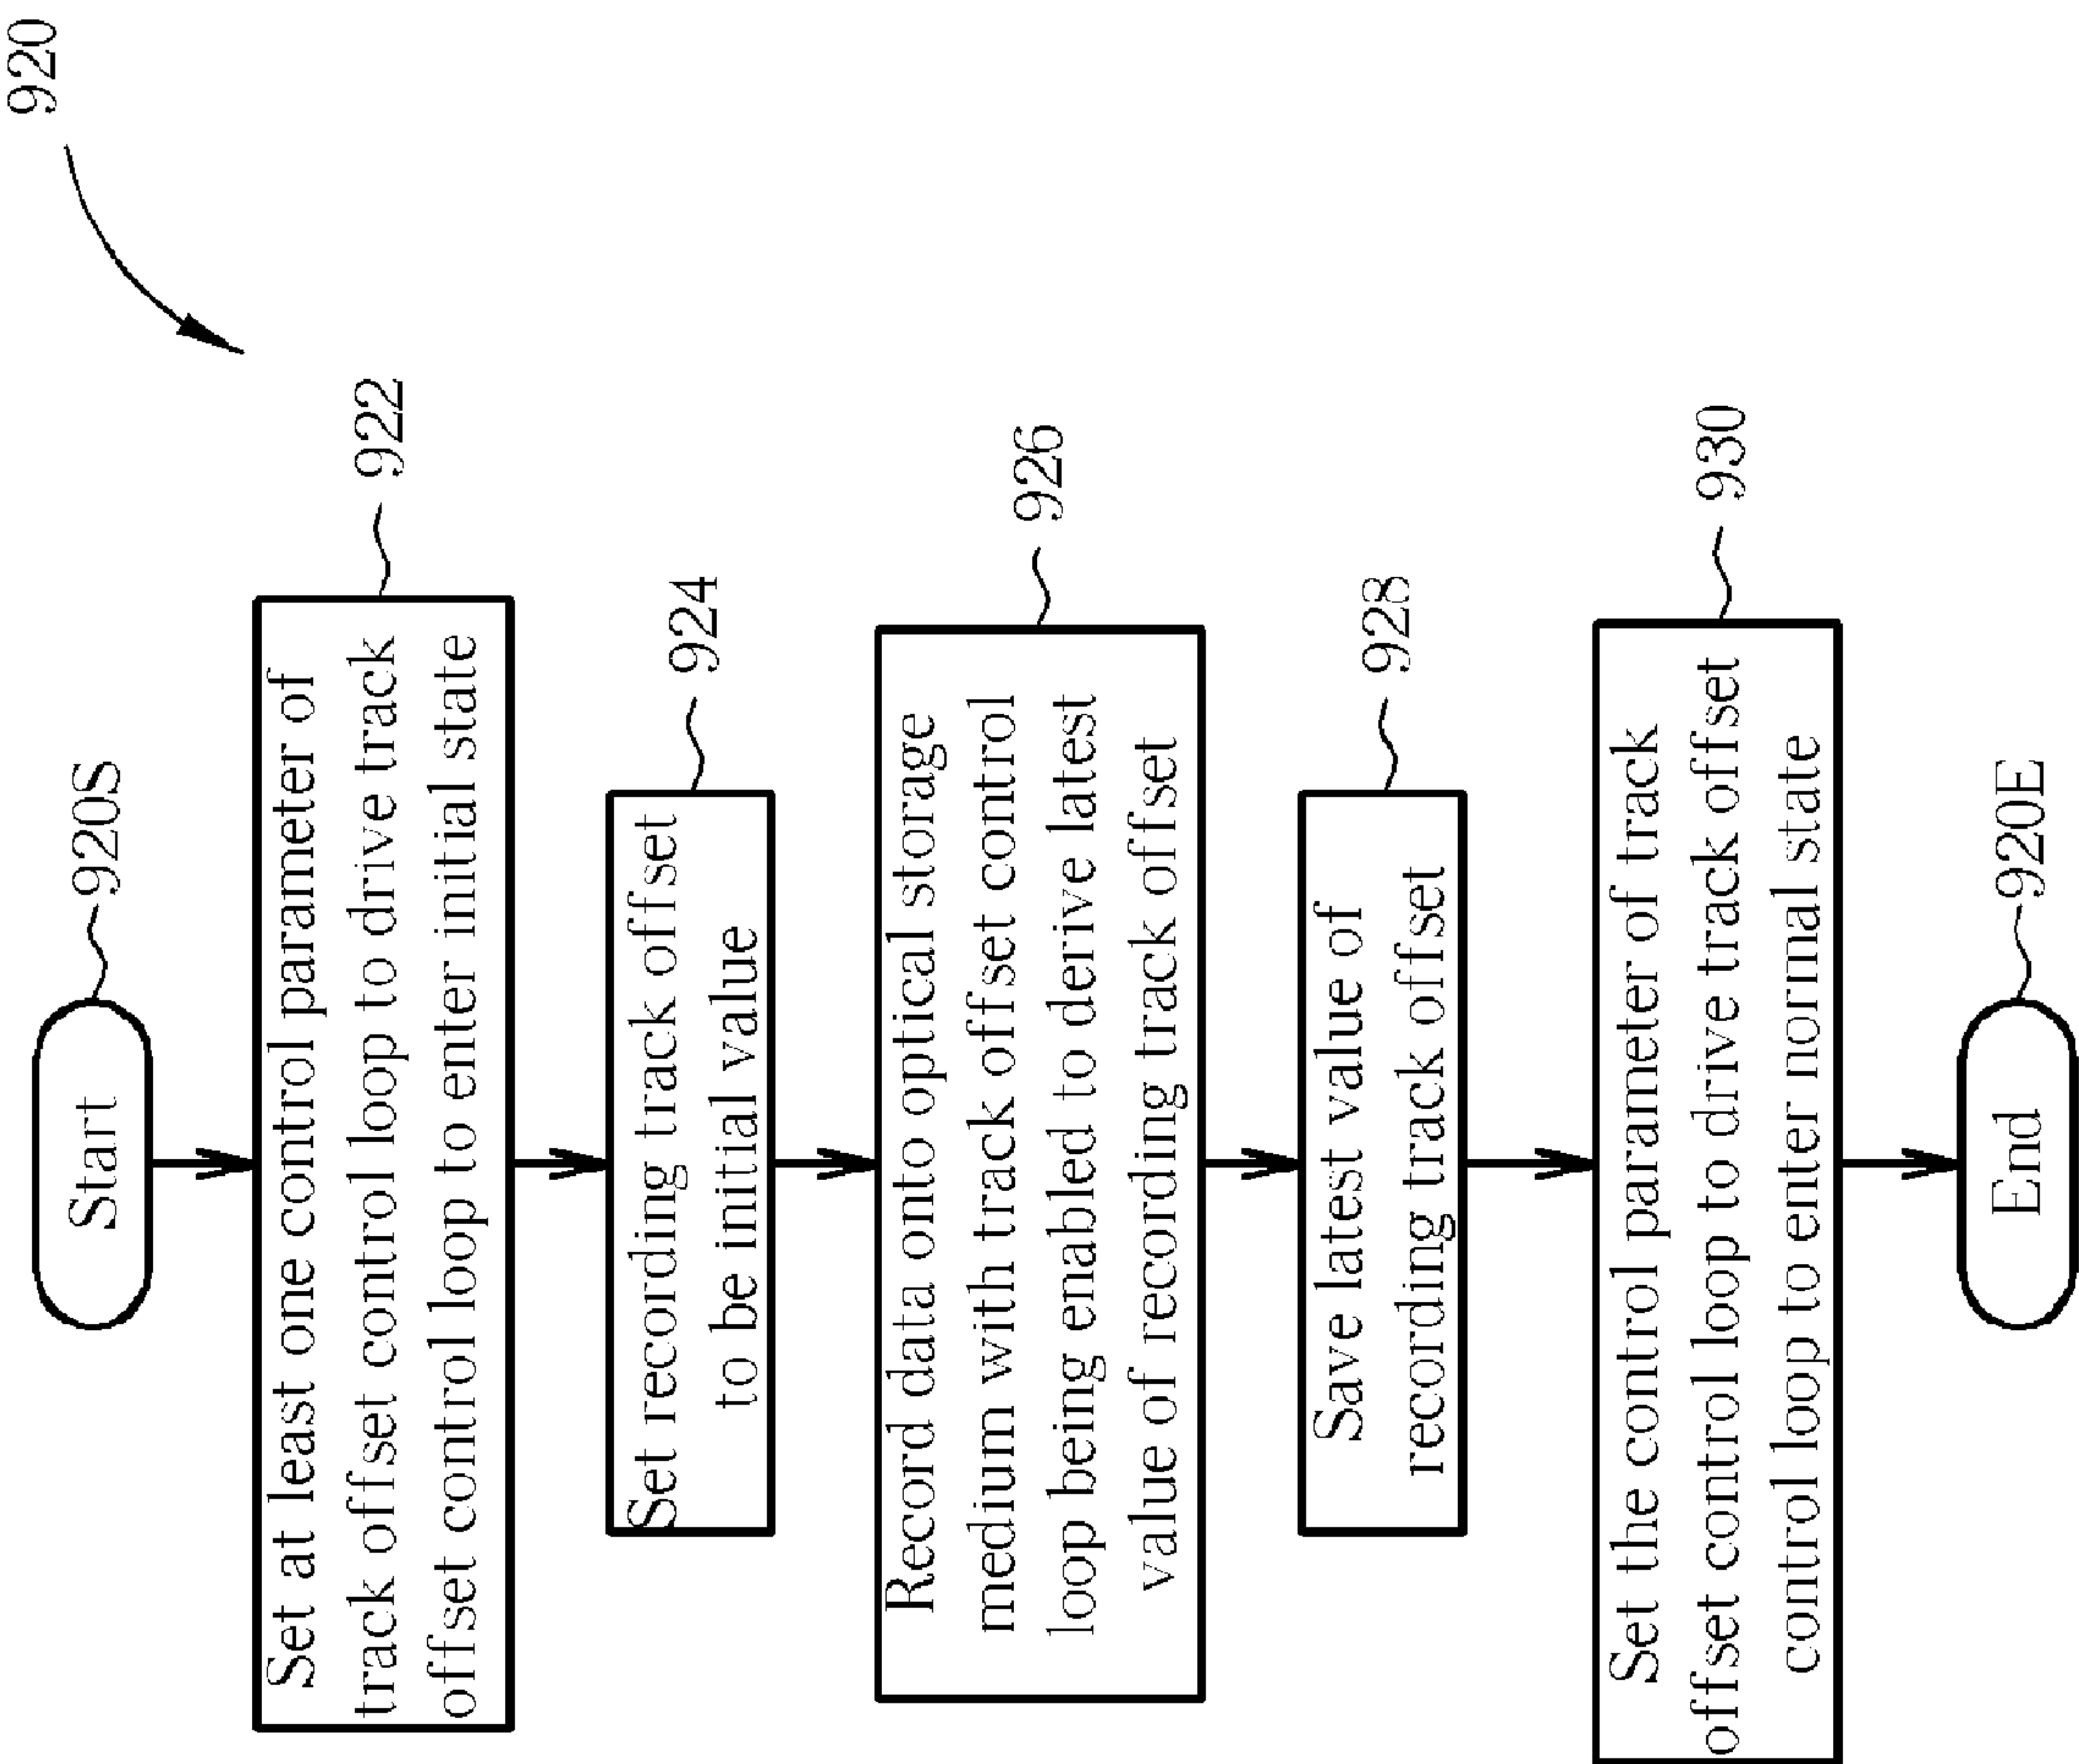 920
Start
920S
Set at least one control parameter of
track offset control loop to drive track
offset control loop to enter initial state
922
Set recording track offset
to be initial value
924
Record data onto optical storage
medium with track offset control
loop being enabled to derive latest
value of recording track offset
926
Save latest value of
recording track offset
928
Set the control parameter of track
offset control loop to drive track offset
control loop to enter normal state
930
End
920E